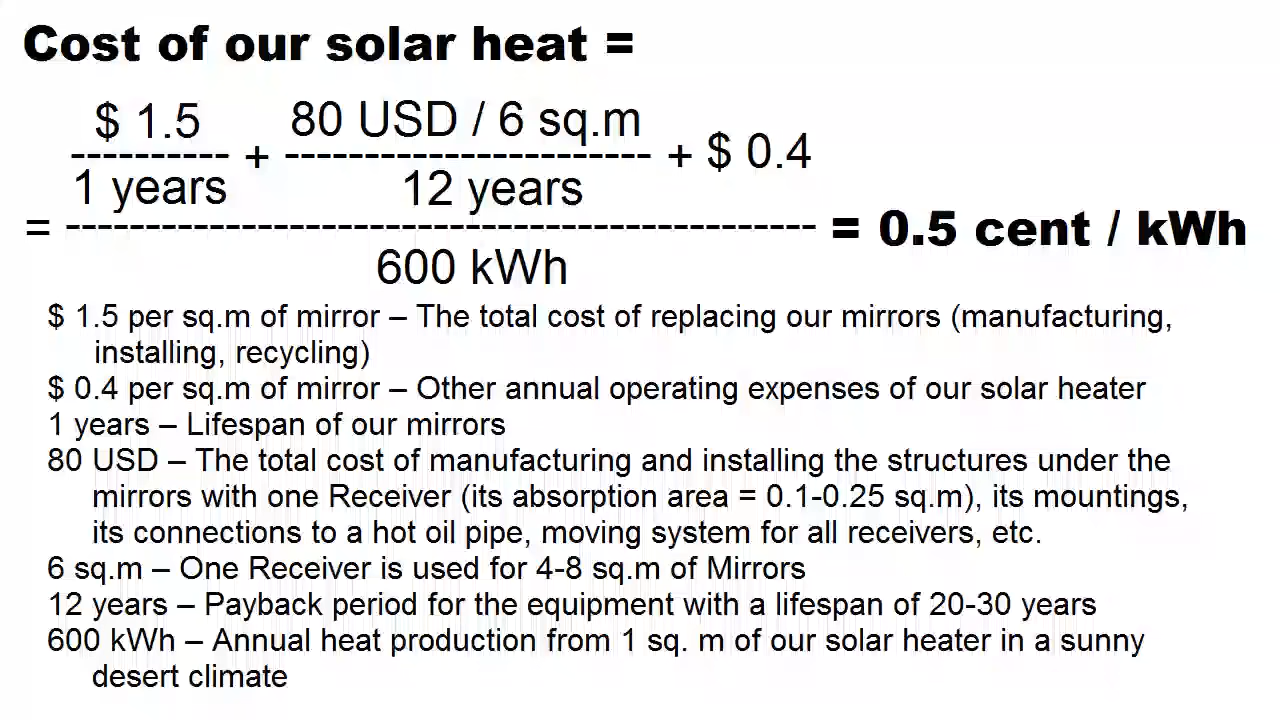 Cost of our solar heat =
$ 1.5
----------
1 years
+
80 USD / 6 sq.m
-----------------------
12 years
+ $ 0.4
= ----------------------------------------------- = 0.5 cent / kWh
600 kWh
$ 1.5 per sq.m of mirror – The total cost of replacing our mirrors (manufacturing,
installing, recycling)
$ 0.4 per sq.m of mirror – Other annual operating expenses of our solar heater
1 years – Lifespan of our mirrors
80 USD – The total cost of manufacturing and installing the structures under the
mirrors with one Receiver (its absorption area = 0.1-0.25 sq.m), its mountings,
its connections to a hot oil pipe, moving system for all receivers, etc.
6 sq.m – One Receiver is used for 4-8 sq.m of Mirrors
12 years – Payback period for the equipment with a lifespan of 20-30 years
600 kWh – Annual heat production from 1 sq. m of our solar heater in a sunny
desert climate